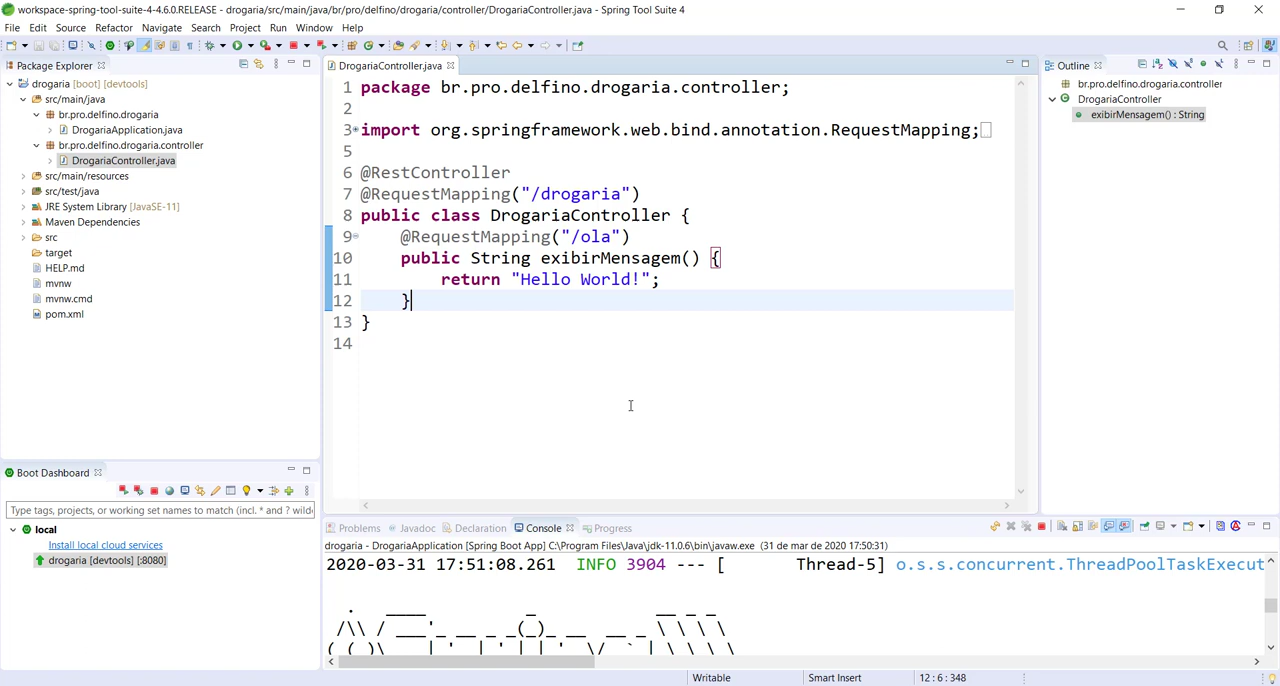 workspace-spring-tool-suite-4-4.6.0.RELEASE - drogaria/src/main/java/br/pro/delfino/drogaria/controller/DrogariaController.java - Spring Tool Suite 4
File Edit Source Refactor Navigate Search Project Run Window Help
Package Explorer
drogaria [boot] [devtools]
src/main/java
br.pro.delfino.drogaria
DrogariaApplication.java
br.pro.delfino.drogaria.controller
DrogariaController.java
src/main/resources
src/test/java
JRE System Library [JavaSE-11]
Maven Dependencies
src
target
HELP.md
mvnw
mvnw.cmd
pom.xml
DrogariaController.java
1 package br.pro.delfino.drogaria.controller;
2
3 import org.springframework.web.bind.annotation.RequestMapping;
5
6 @RestController
7 @RequestMapping("/drogaria")
8 public class DrogariaController {
9 @RequestMapping("/ola")
10 public String exibirMensagem() {
11 return "Hello World!";
12 }
13 }
14
Outline
br.pro.delfino.drogaria.controller
DrogariaController
exibirMensagem() : String
Boot Dashboard
Type tags, projects, or working set names to match (incl. * and ? wild
local
Install local cloud services
drogaria [devtools] [:8080]
Problems Javadoc Declaration Console Progress
drogaria - DrogariaApplication [Spring Boot App] C:\Program Files\Java\jdk-11.0.6\bin\javaw.exe (31 de mar de 2020 17:50:31)
2020-03-31 17:51:08.261 INFO 3904 --- [ Thread-5] o.s.s.concurrent.ThreadPoolTaskExecut
Writable Smart Insert 12 : 6 : 348